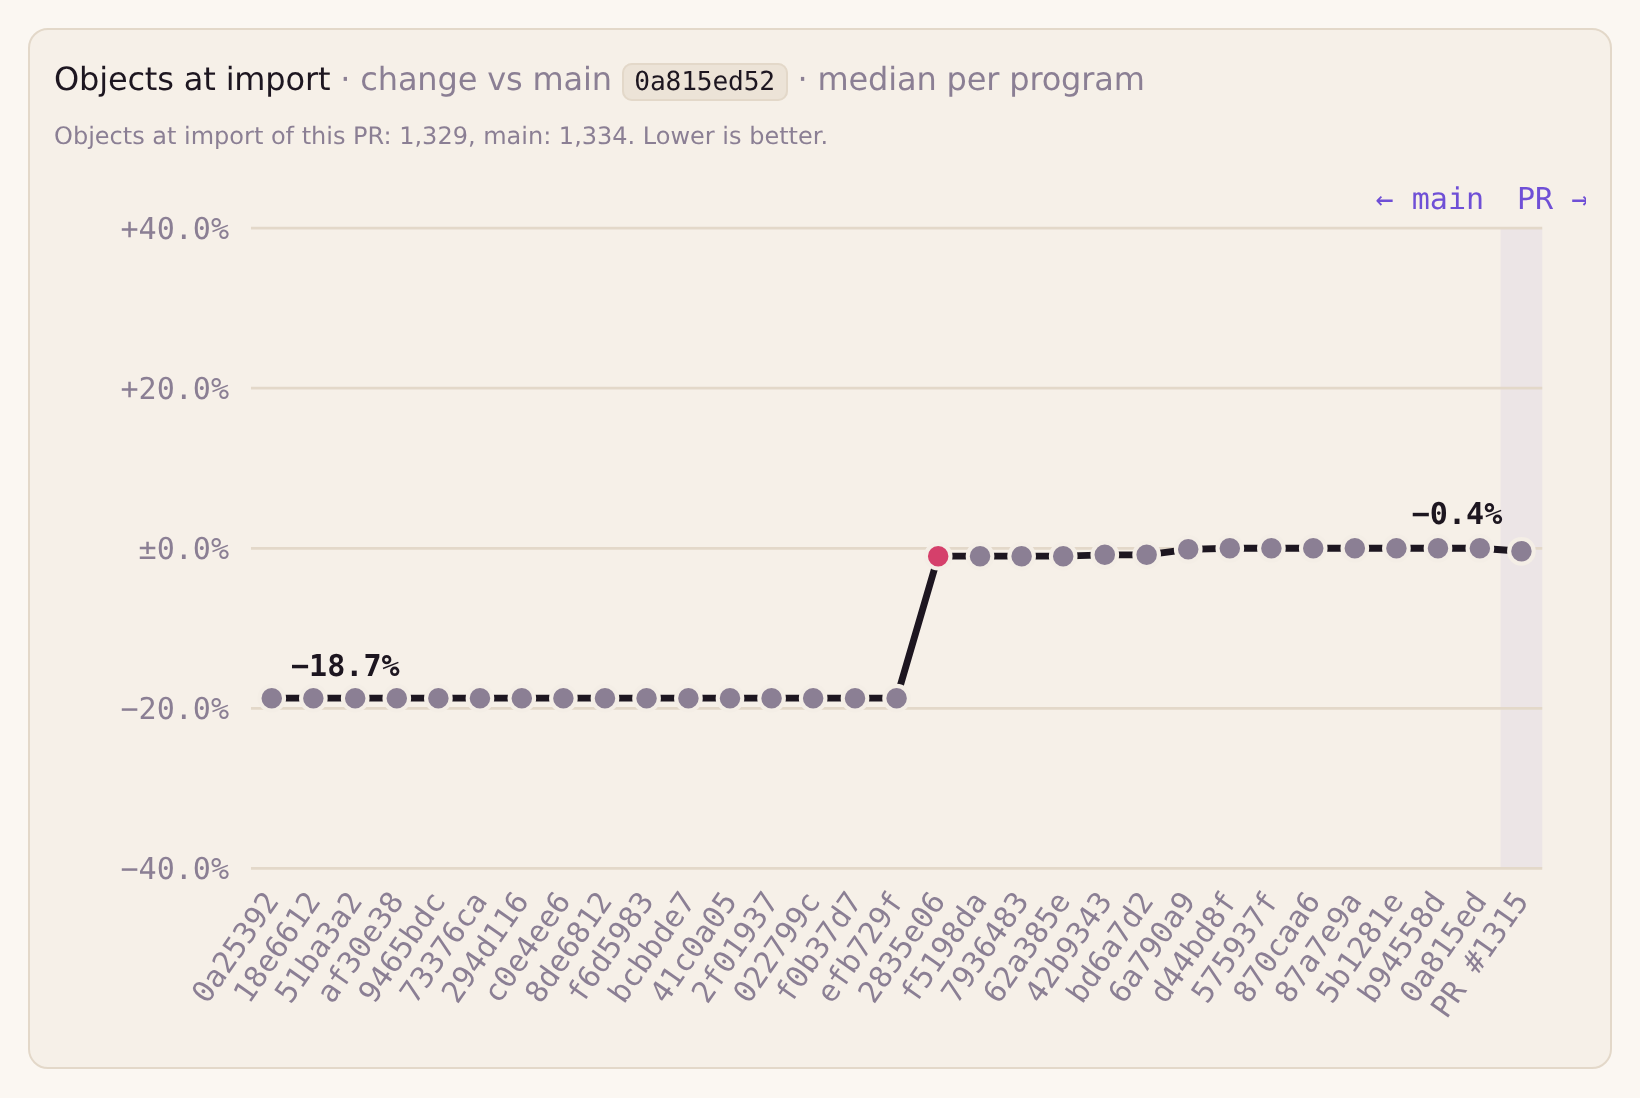 Objects at import · change vs main 0a815ed52 · median per program
Objects at import of this PR: 1,329, main: 1,334. Lower is better.
← main PR →
+40.0%
+20.0%
±0.0%
−20.0%
−40.0%
−18.7%
−0.4%
0a25392
18e6612
51ba3a2
af30e38
9465bdc
73376ca
294d116
c0e4ee6
8de6812
f6d5983
bcbbde7
41c0a05
2f01937
022799c
f0b37d7
efb729f
2835e06
f5198da
7936483
62a385e
42b9343
bd6a7d2
6a790a9
d44bd8f
575937f
870caa6
87a7e9a
5b1281e
b94558d
0a815ed
PR #1315